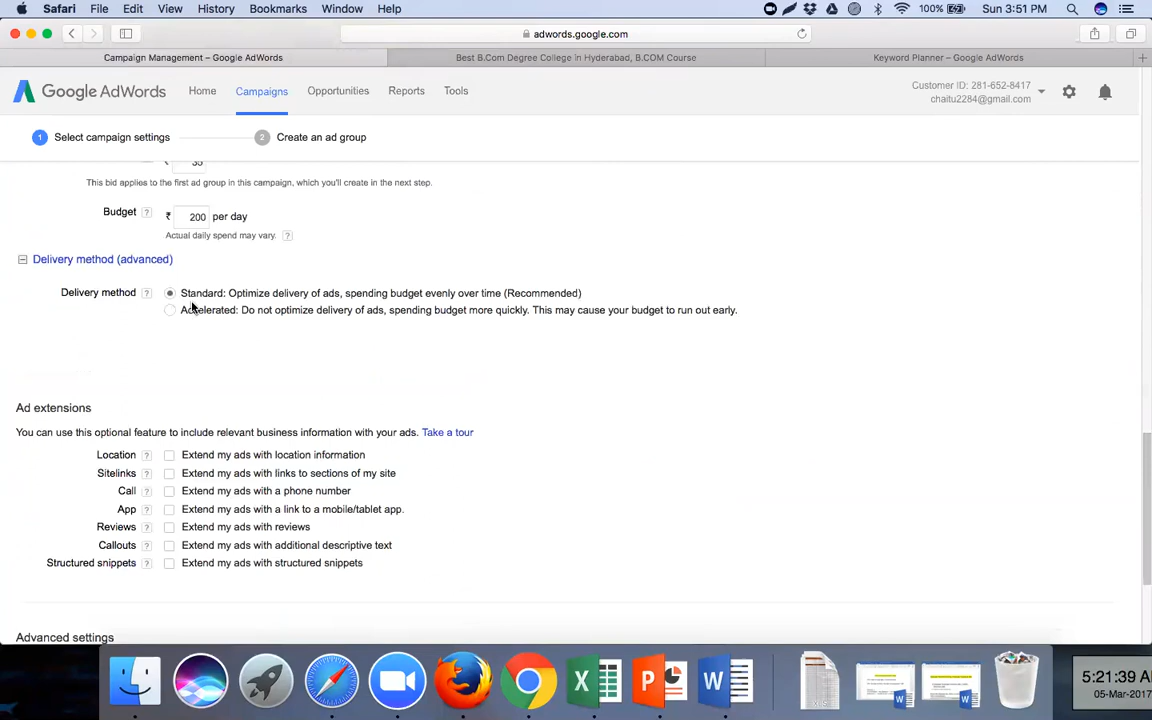 Safari File Edit View History Bookmarks Window Help 100% Sun 3:51 PM
adwords.google.com
Campaign Management – Google AdWords Best B.Com Degree College in Hyderabad, B.COM Course Keyword Planner – Google AdWords
Google AdWords Home Campaigns Opportunities Reports Tools
Customer ID: 281-652-8417
chaitu2284@gmail.com
1 Select campaign settings 2 Create an ad group
₹ 35
This bid applies to the first ad group in this campaign, which you'll create in the next step.
Budget ? ₹ 200 per day
Actual daily spend may vary. ?
Delivery method (advanced)
Delivery method ? Standard: Optimize delivery of ads, spending budget evenly over time (Recommended)
Accelerated: Do not optimize delivery of ads, spending budget more quickly. This may cause your budget to run out early.
Ad extensions
You can use this optional feature to include relevant business information with your ads. Take a tour
Location ? Extend my ads with location information
Sitelinks ? Extend my ads with links to sections of my site
Call ? Extend my ads with a phone number
App ? Extend my ads with a link to a mobile/tablet app.
Reviews ? Extend my ads with reviews
Callouts ? Extend my ads with additional descriptive text
Structured snippets ? Extend my ads with structured snippets
Advanced settings
X P W W W
5:21:39 A
05-Mar-2017